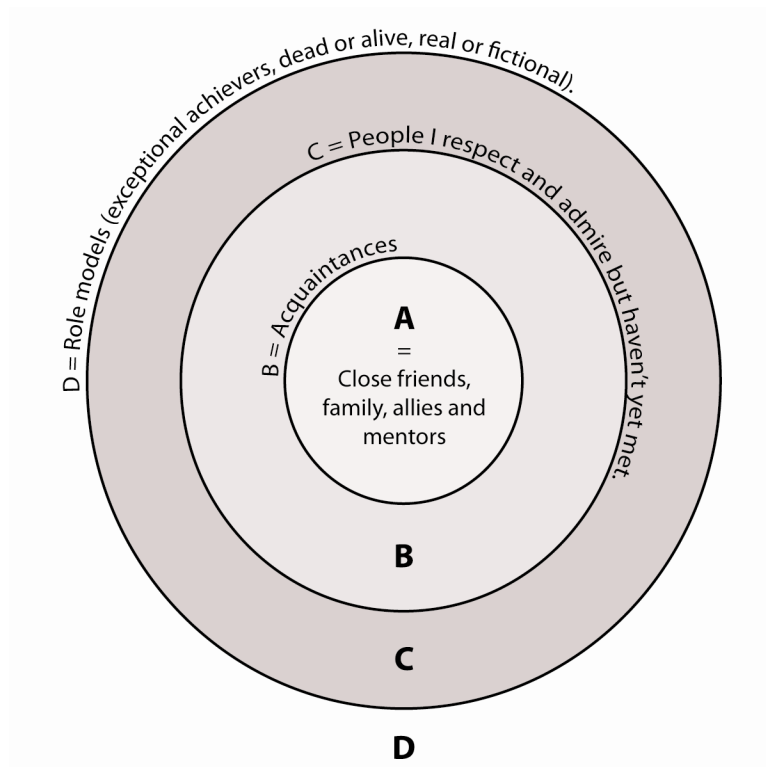 D = Role models (exceptional achievers, dead or alive, real or fictional).
C = People I respect and admire but haven't yet met.
B = Acquaintances
A
=
Close friends,
family, allies and
mentors
B
C
D